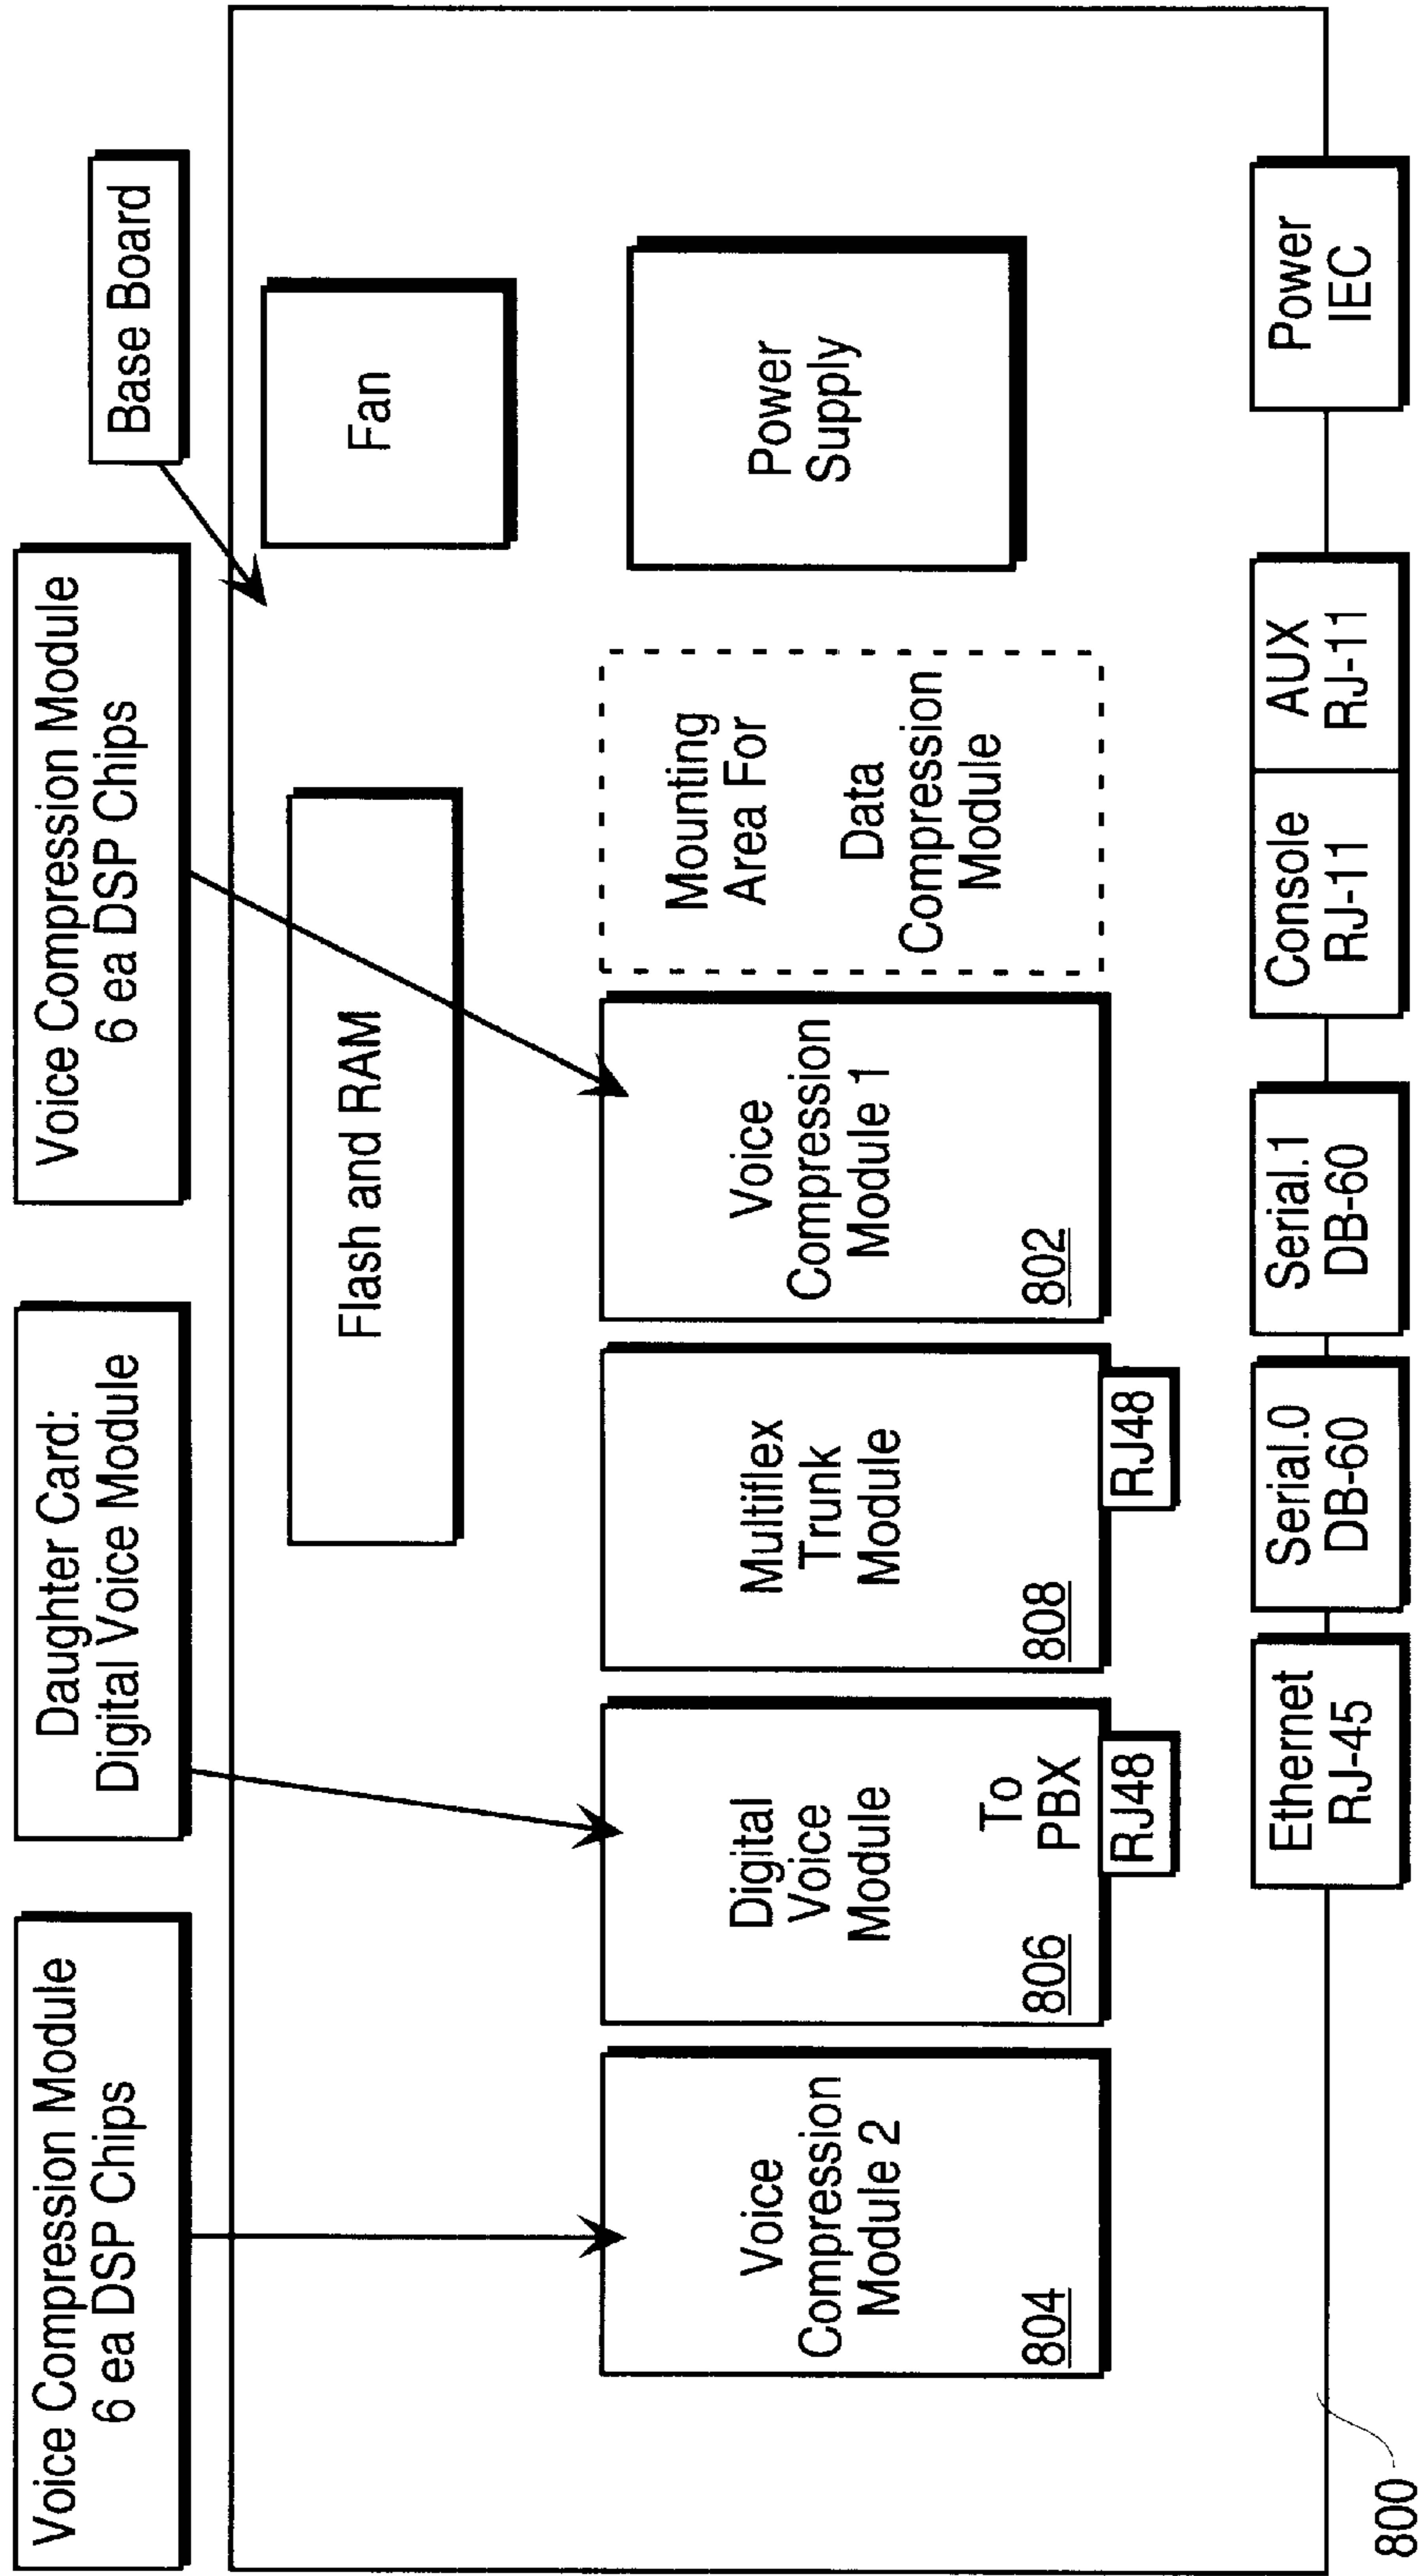 Voice Compression Module
6 ea DSP Chips
Daughter Card:
Digital Voice Module
Voice Compression Module
6 ea DSP Chips
Base Board
Flash and RAM
Fan
Voice
Compression
Module 2
804
Digital
Voice
Module
To
PBX
806
RJ48
Multiflex
Trunk
Module
808
RJ48
Voice
Compression
Module 1
802
Mounting
Area For
Data
Compression
Module
Power
Supply
Ethernet
RJ-45
Serial.0
DB-60
Serial.1
DB-60
Console
RJ-11
AUX
RJ-11
Power
IEC
800